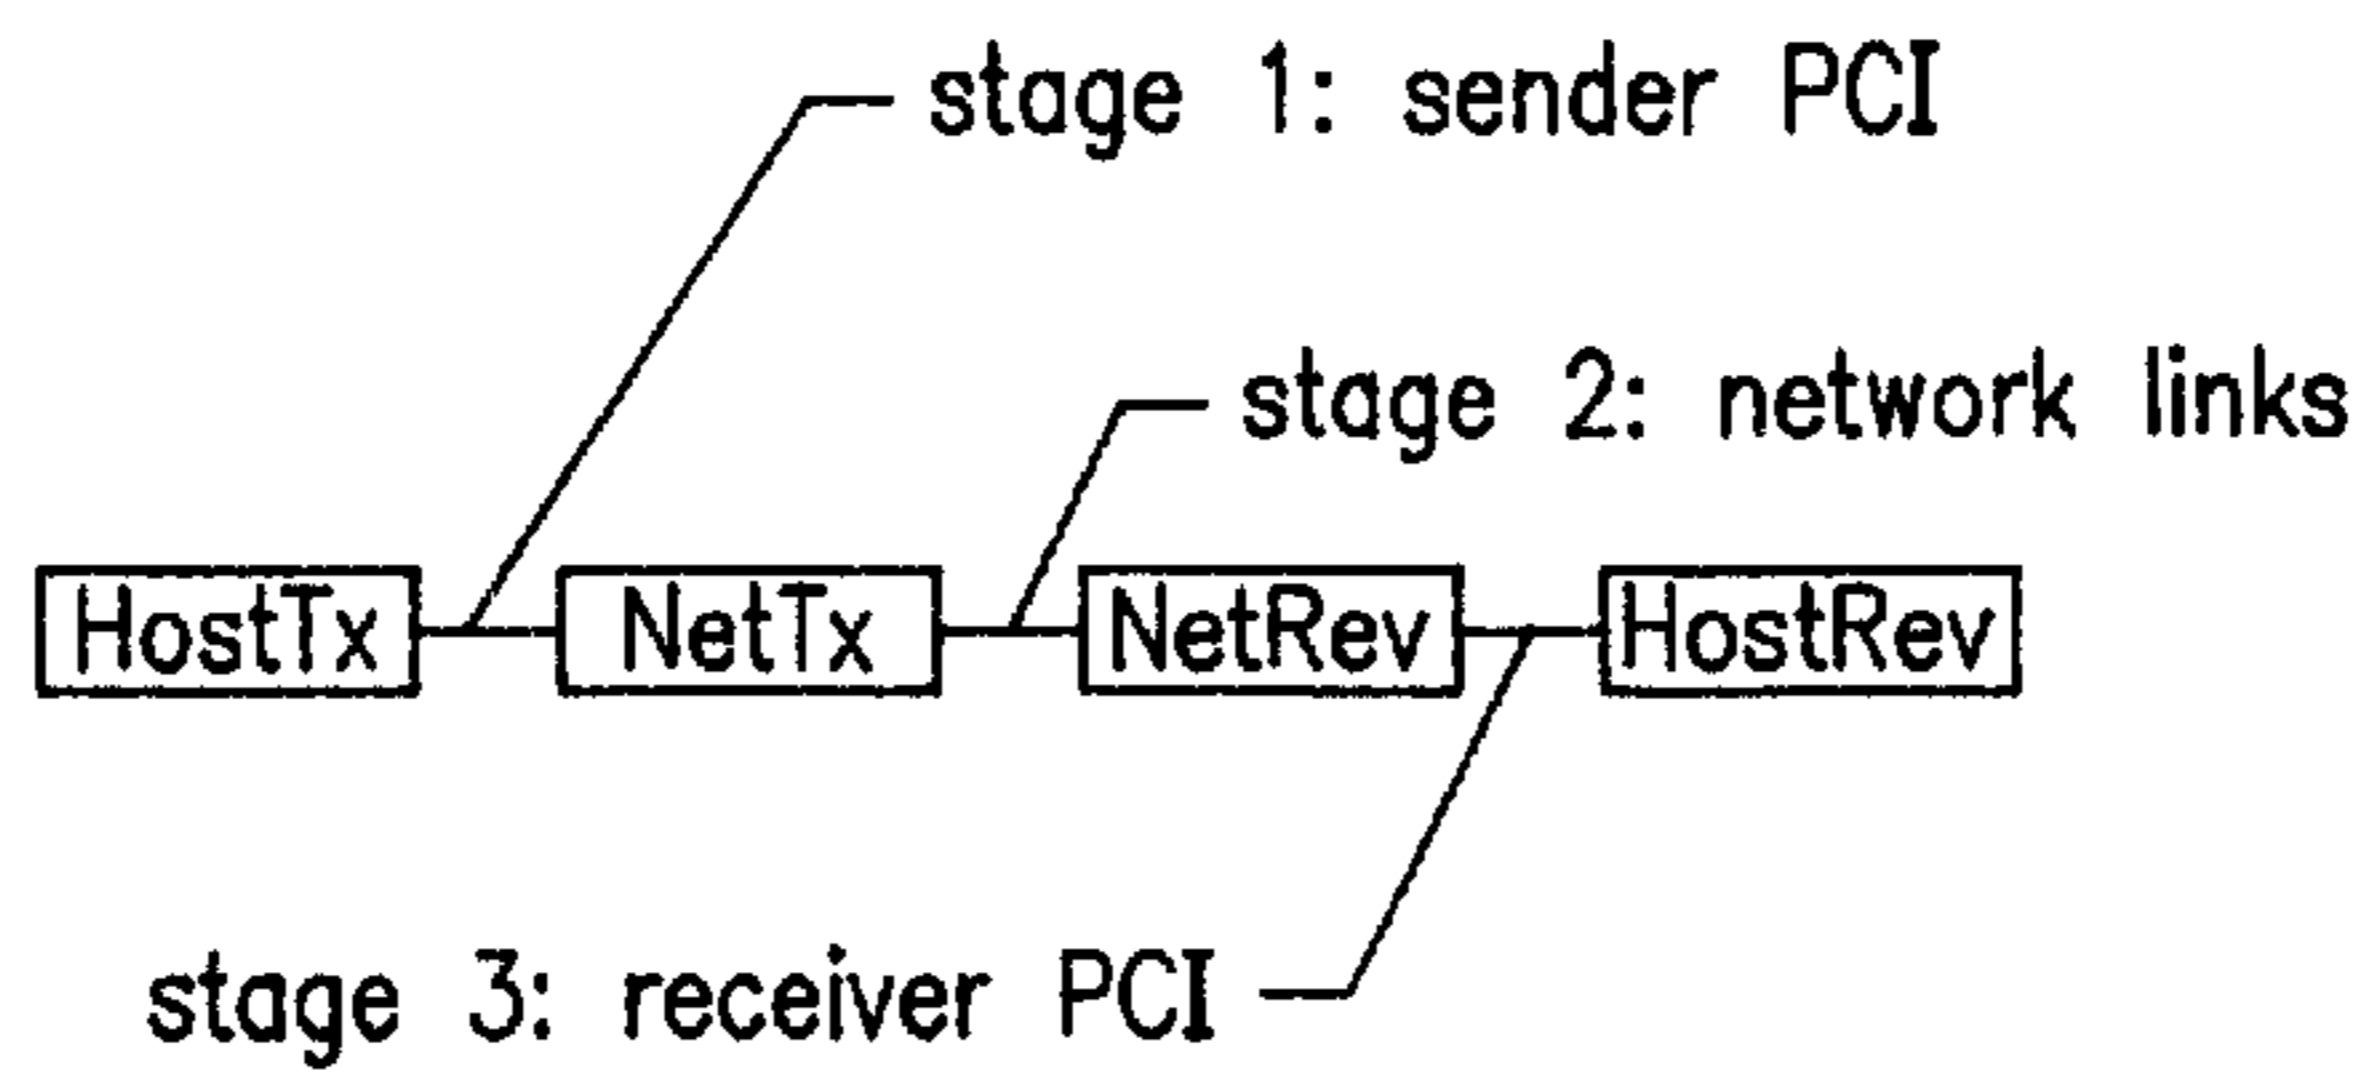 stage 1: sender PCI
stage 2: network links
HostTx NetTx NetRev HostRev
stage 3: receiver PCI